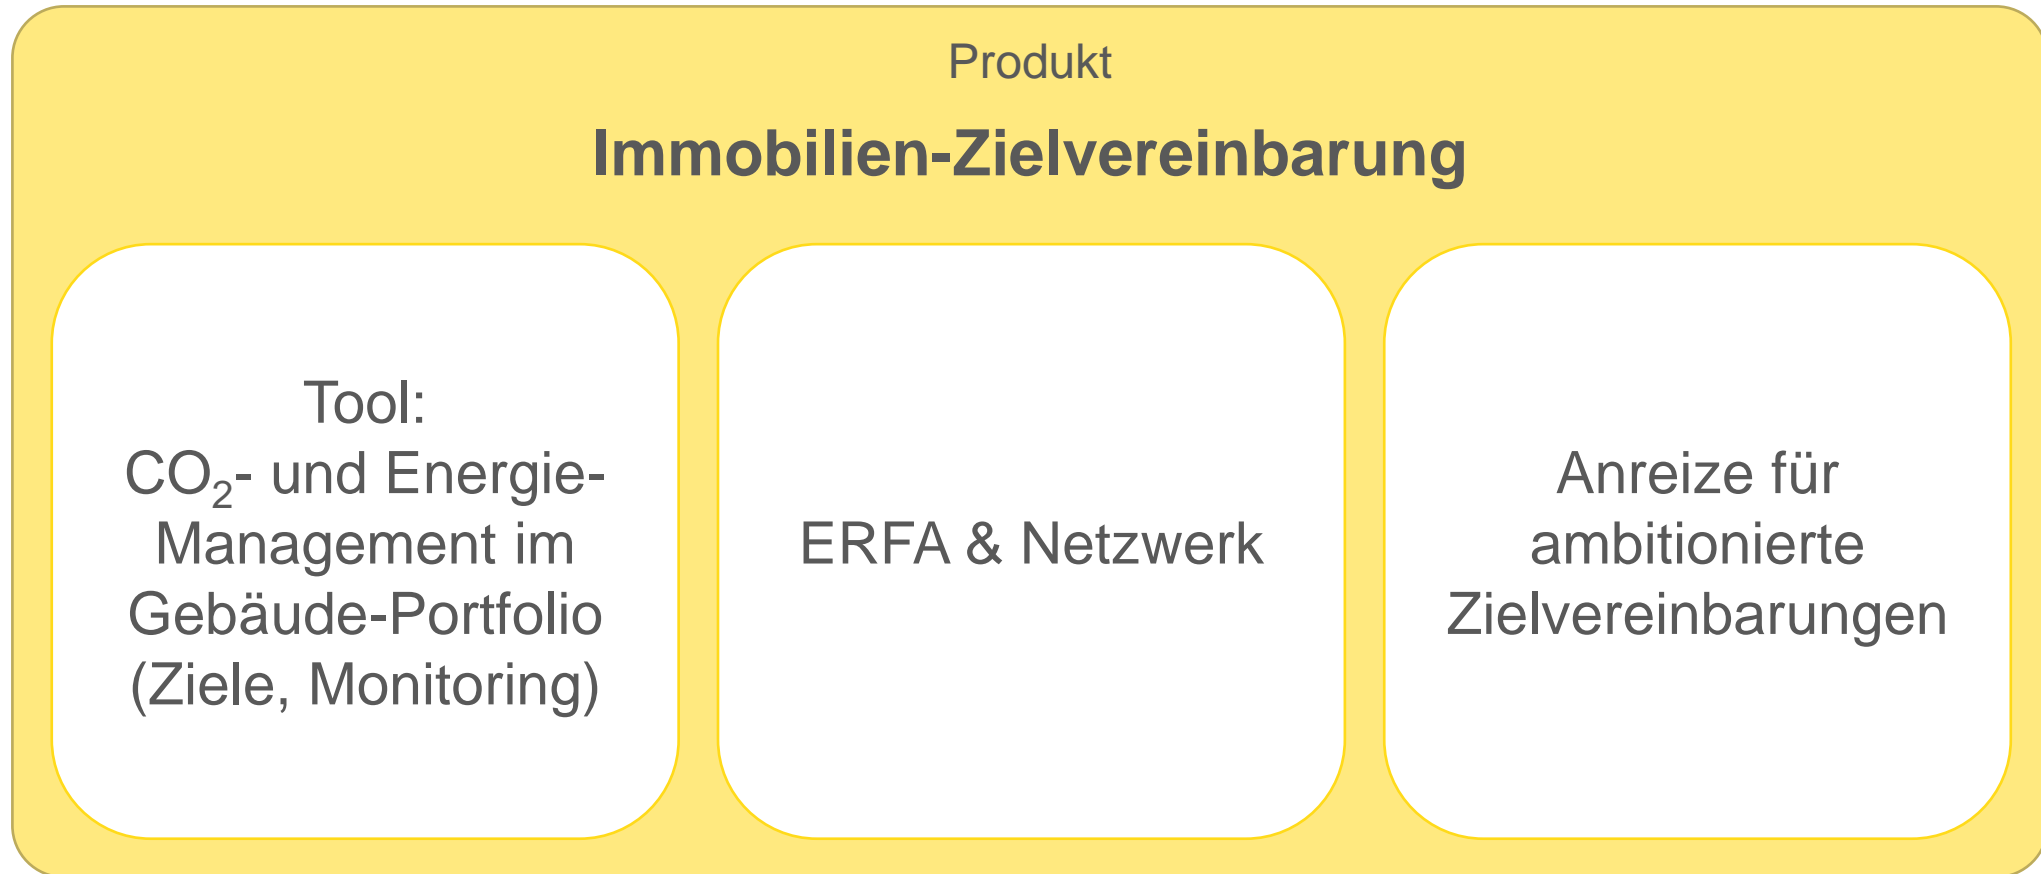 Produkt
Immobilien-Zielvereinbarung
Tool:
CO₂- und Energie-
Management im
Gebäude-Portfolio
(Ziele, Monitoring)
ERFA & Netzwerk
Anreize für
ambitionierte
Zielvereinbarungen